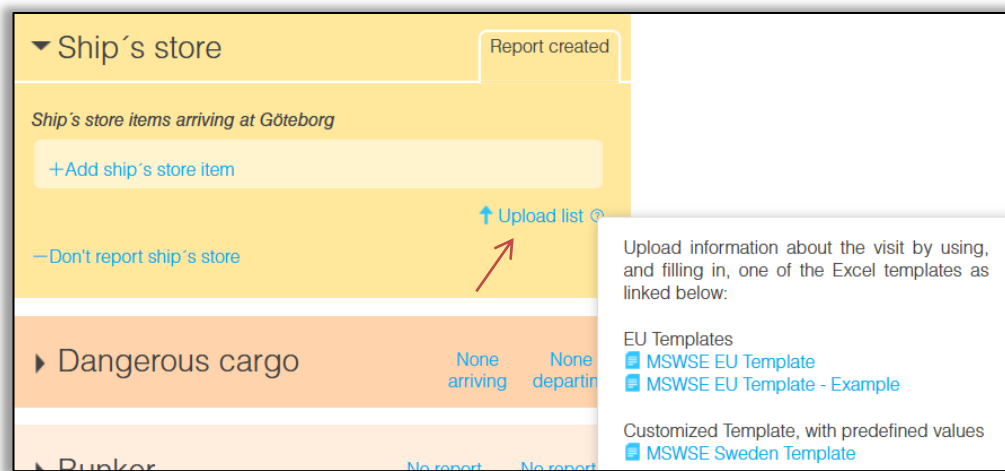 Ship´s store
Report created
Ship´s store items arriving at Göteborg
+Add ship´s store item
Upload list ?
−Don't report ship´s store
Upload information about the visit by using,
and filling in, one of the Excel templates as
linked below:
EU Templates
MSWSE EU Template
MSWSE EU Template - Example
Customized Template, with predefined values
MSWSE Sweden Template
Dangerous cargo
None
arriving
None
departin
Bunker
No report
No report